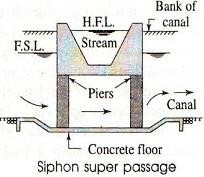 Bank of
canal
H.F.L.
F.S.L.
Stream
Piers
Canal
Concrete floor
Siphon super passage